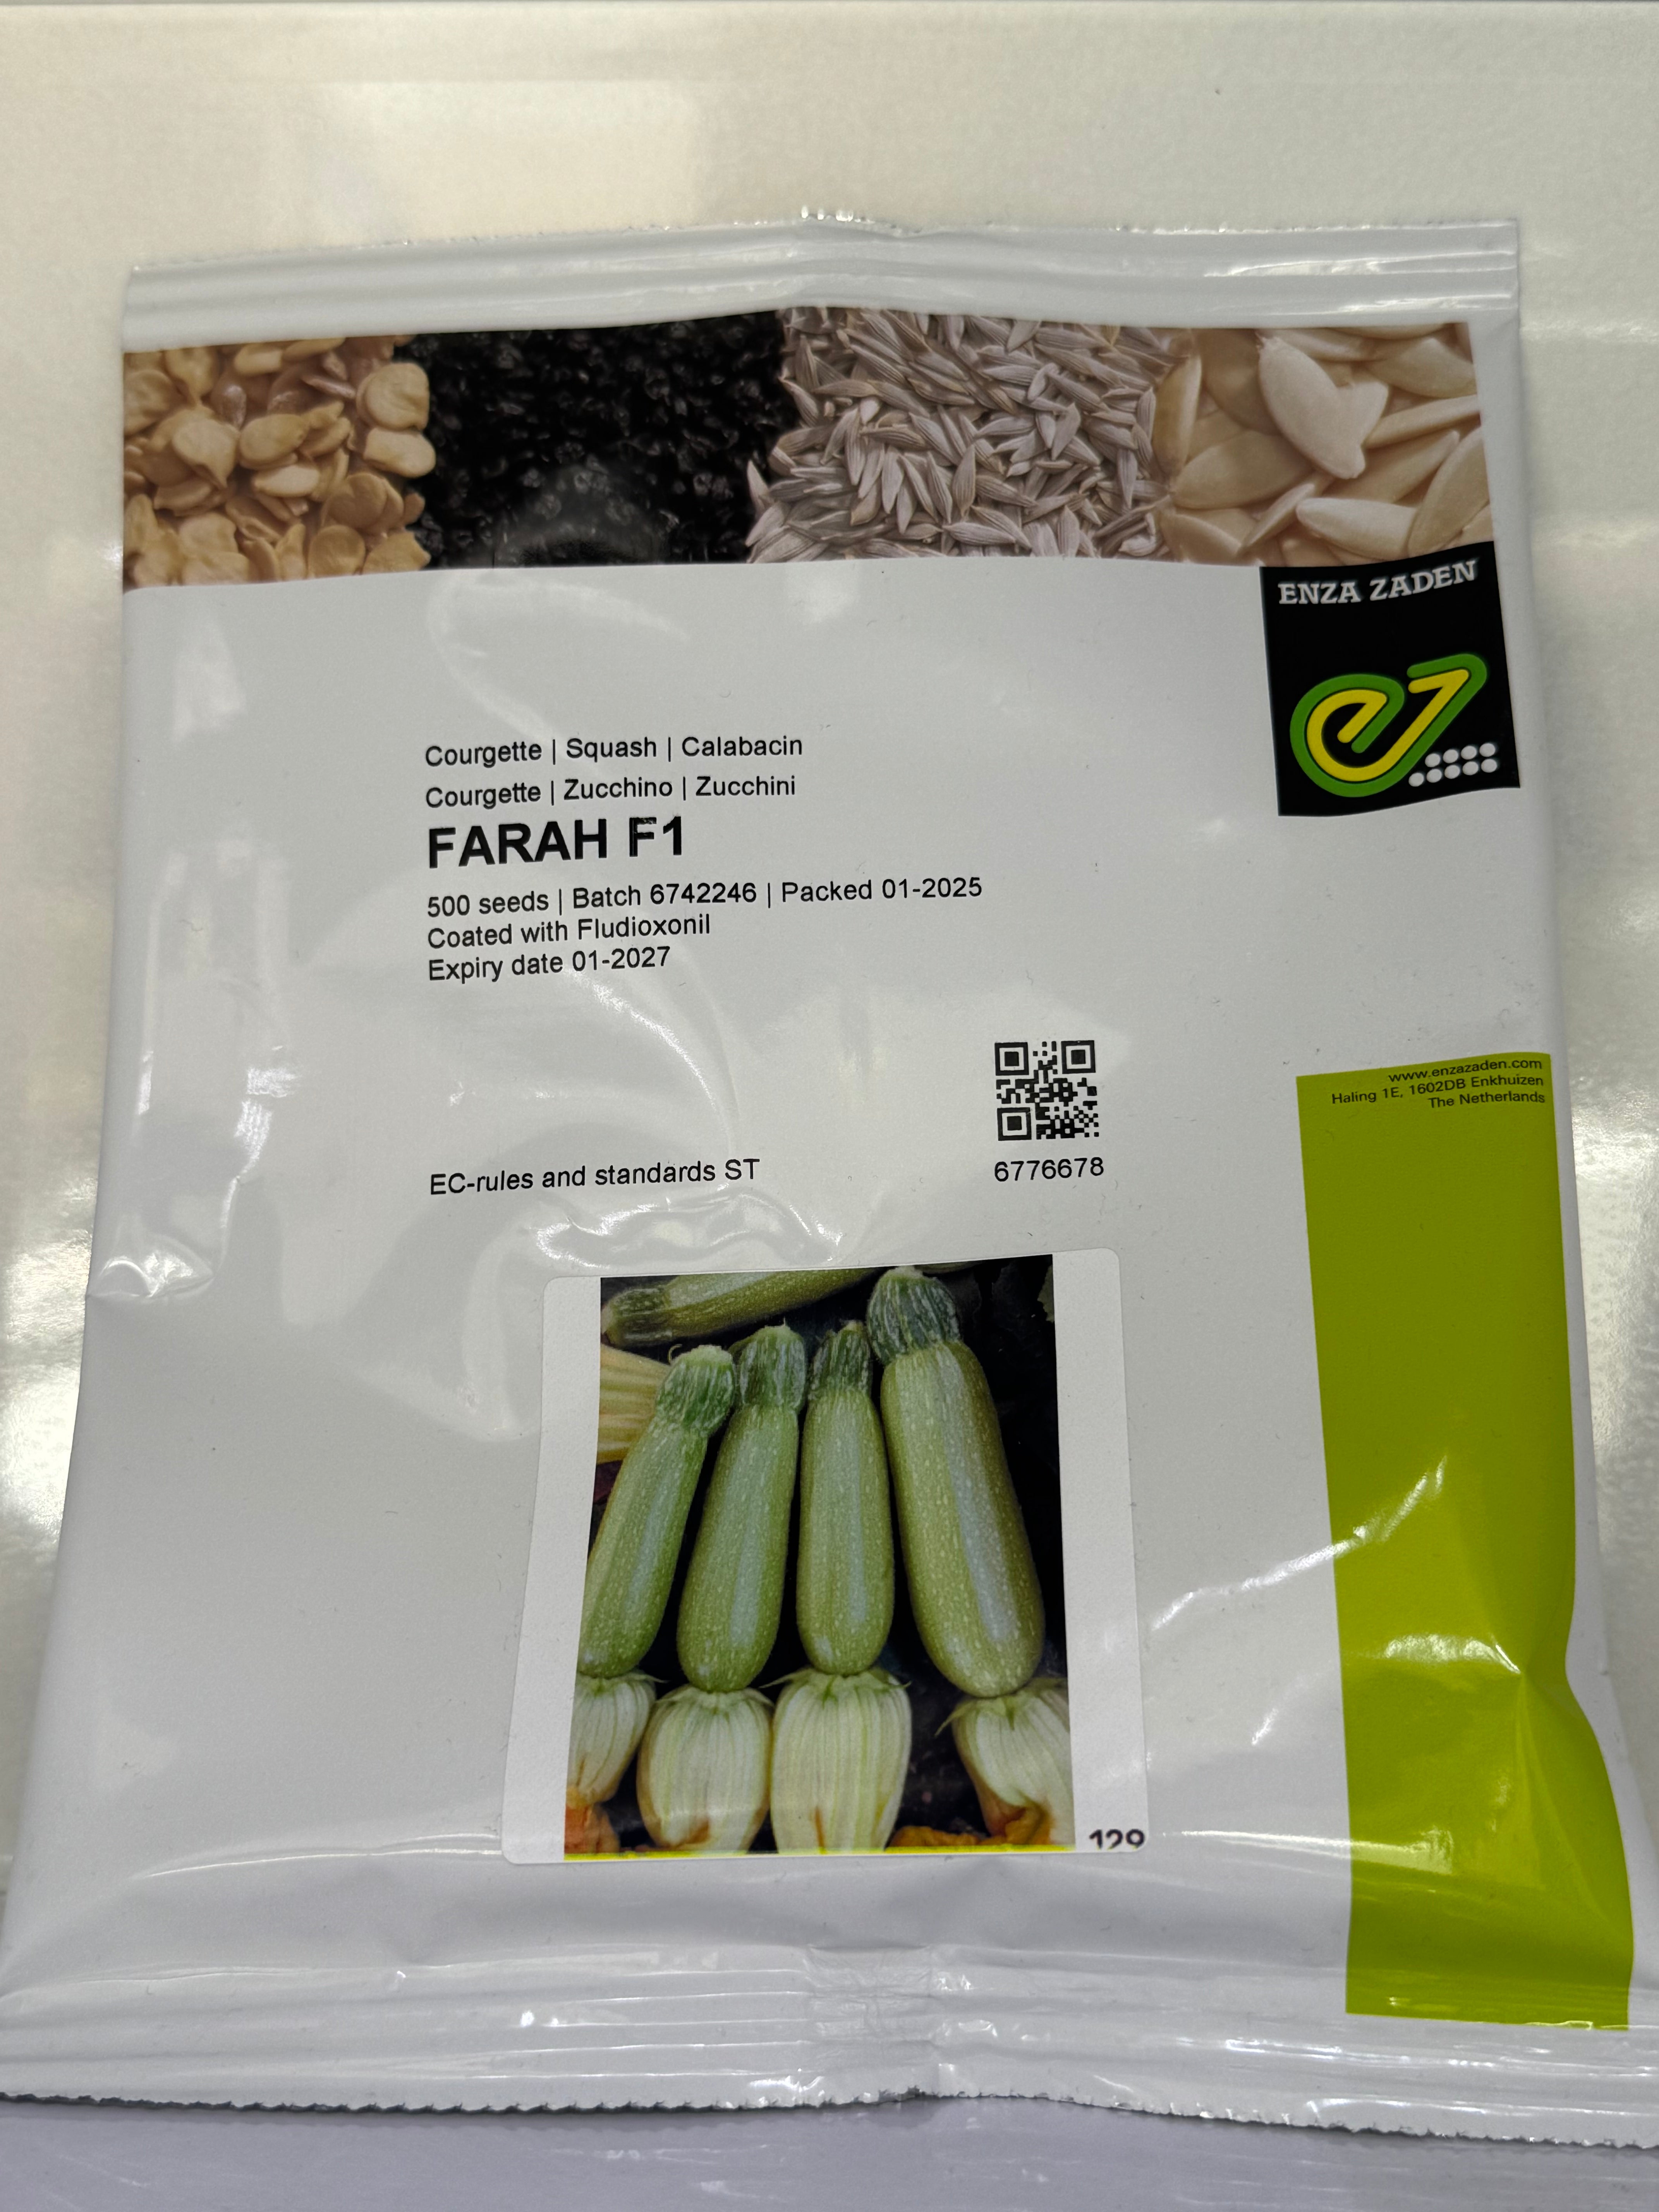 ENZA ZADEN
Courgette | Squash | Calabacin
Courgette | Zucchino | Zucchini
FARAH F1
500 seeds | Batch 6742246 | Packed 01-2025
Coated with Fludioxonil
Expiry date 01-2027
www.enzazaden.com
Haling 1E, 1602DB Enkhuizen
The Netherlands
EC-rules and standards ST
6776678
129